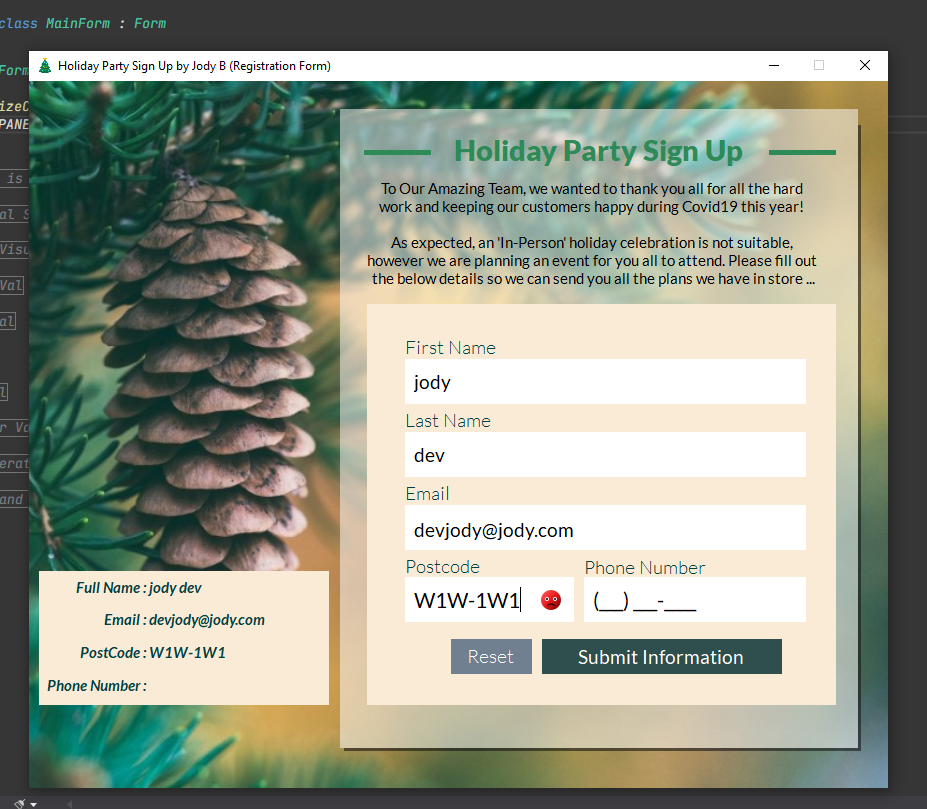 class MainForm : Form
Form
izeC
PANE
is
al S
Visu
Val
al
l
r Va
erat
and
Holiday Party Sign Up by Jody B (Registration Form)
Holiday Party Sign Up
To Our Amazing Team, we wanted to thank you all for all the hard
work and keeping our customers happy during Covid19 this year!
As expected, an 'In-Person' holiday celebration is not suitable,
however we are planning an event for you all to attend. Please fill out
the below details so we can send you all the plans we have in store ...
First Name
jody
Last Name
dev
Email
devjody@jody.com
Postcode Phone Number
W1W-1W1 (___) ___-____
Reset Submit Information
Full Name : jody dev
Email : devjody@jody.com
PostCode : W1W-1W1
Phone Number :